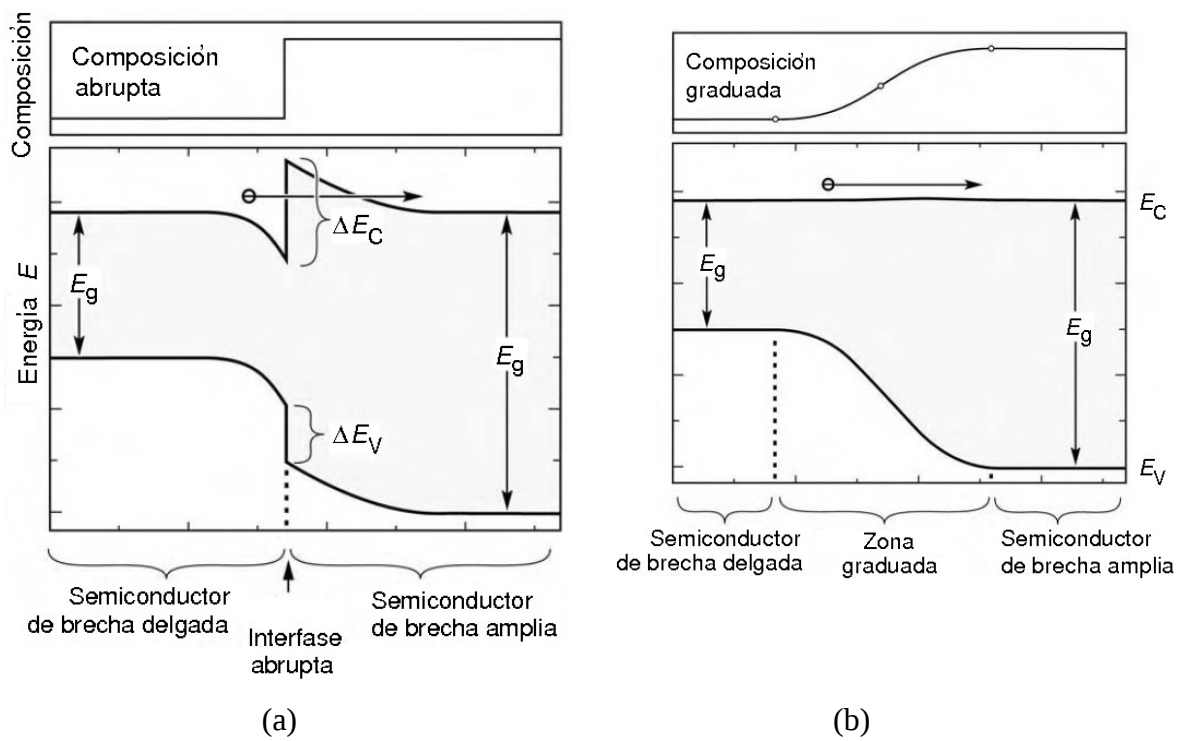 Composición
Composición
abrupta
Energía E
E_g
ΔE_C
ΔE_V
E_g
Semiconductor
de brecha delgada
Interfase
abrupta
Semiconductor
de brecha amplia
(a)
Composición
graduada
E_C
E_g
E_g
E_V
Semiconductor
de brecha delgada
Zona
graduada
Semiconductor
de brecha amplia
(b)